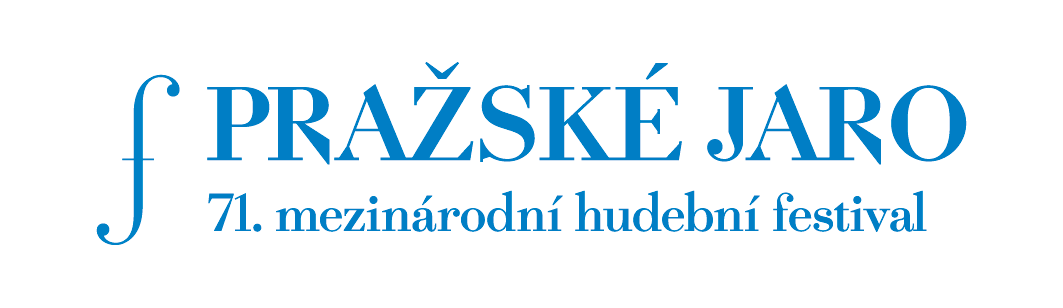 PRAŽSKÉ JARO
71. mezinárodní hudební festival